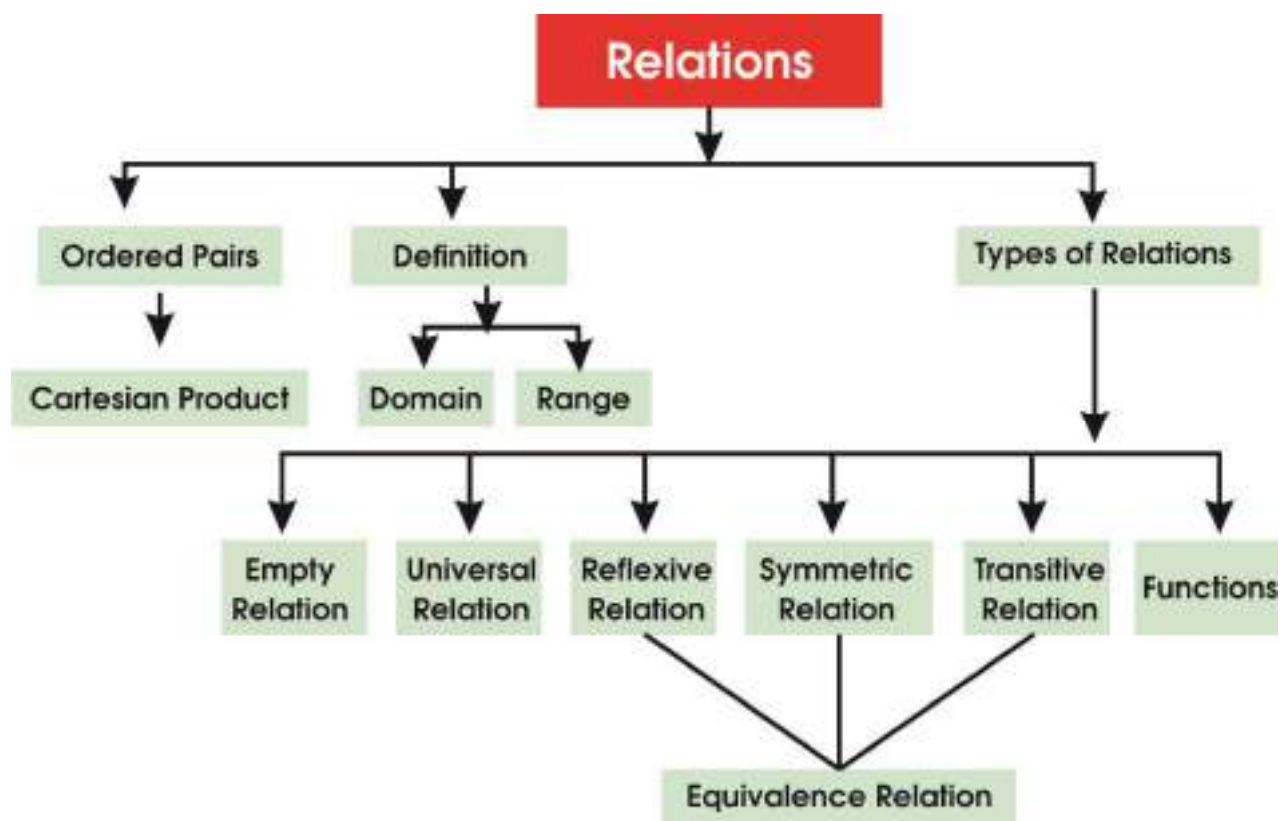 Relations
Ordered Pairs
Definition
Types of Relations
Cartesian Product
Domain
Range
Empty
Relation
Universal
Relation
Reflexive
Relation
Symmetric
Relation
Transitive
Relation
Functions
Equivalence Relation